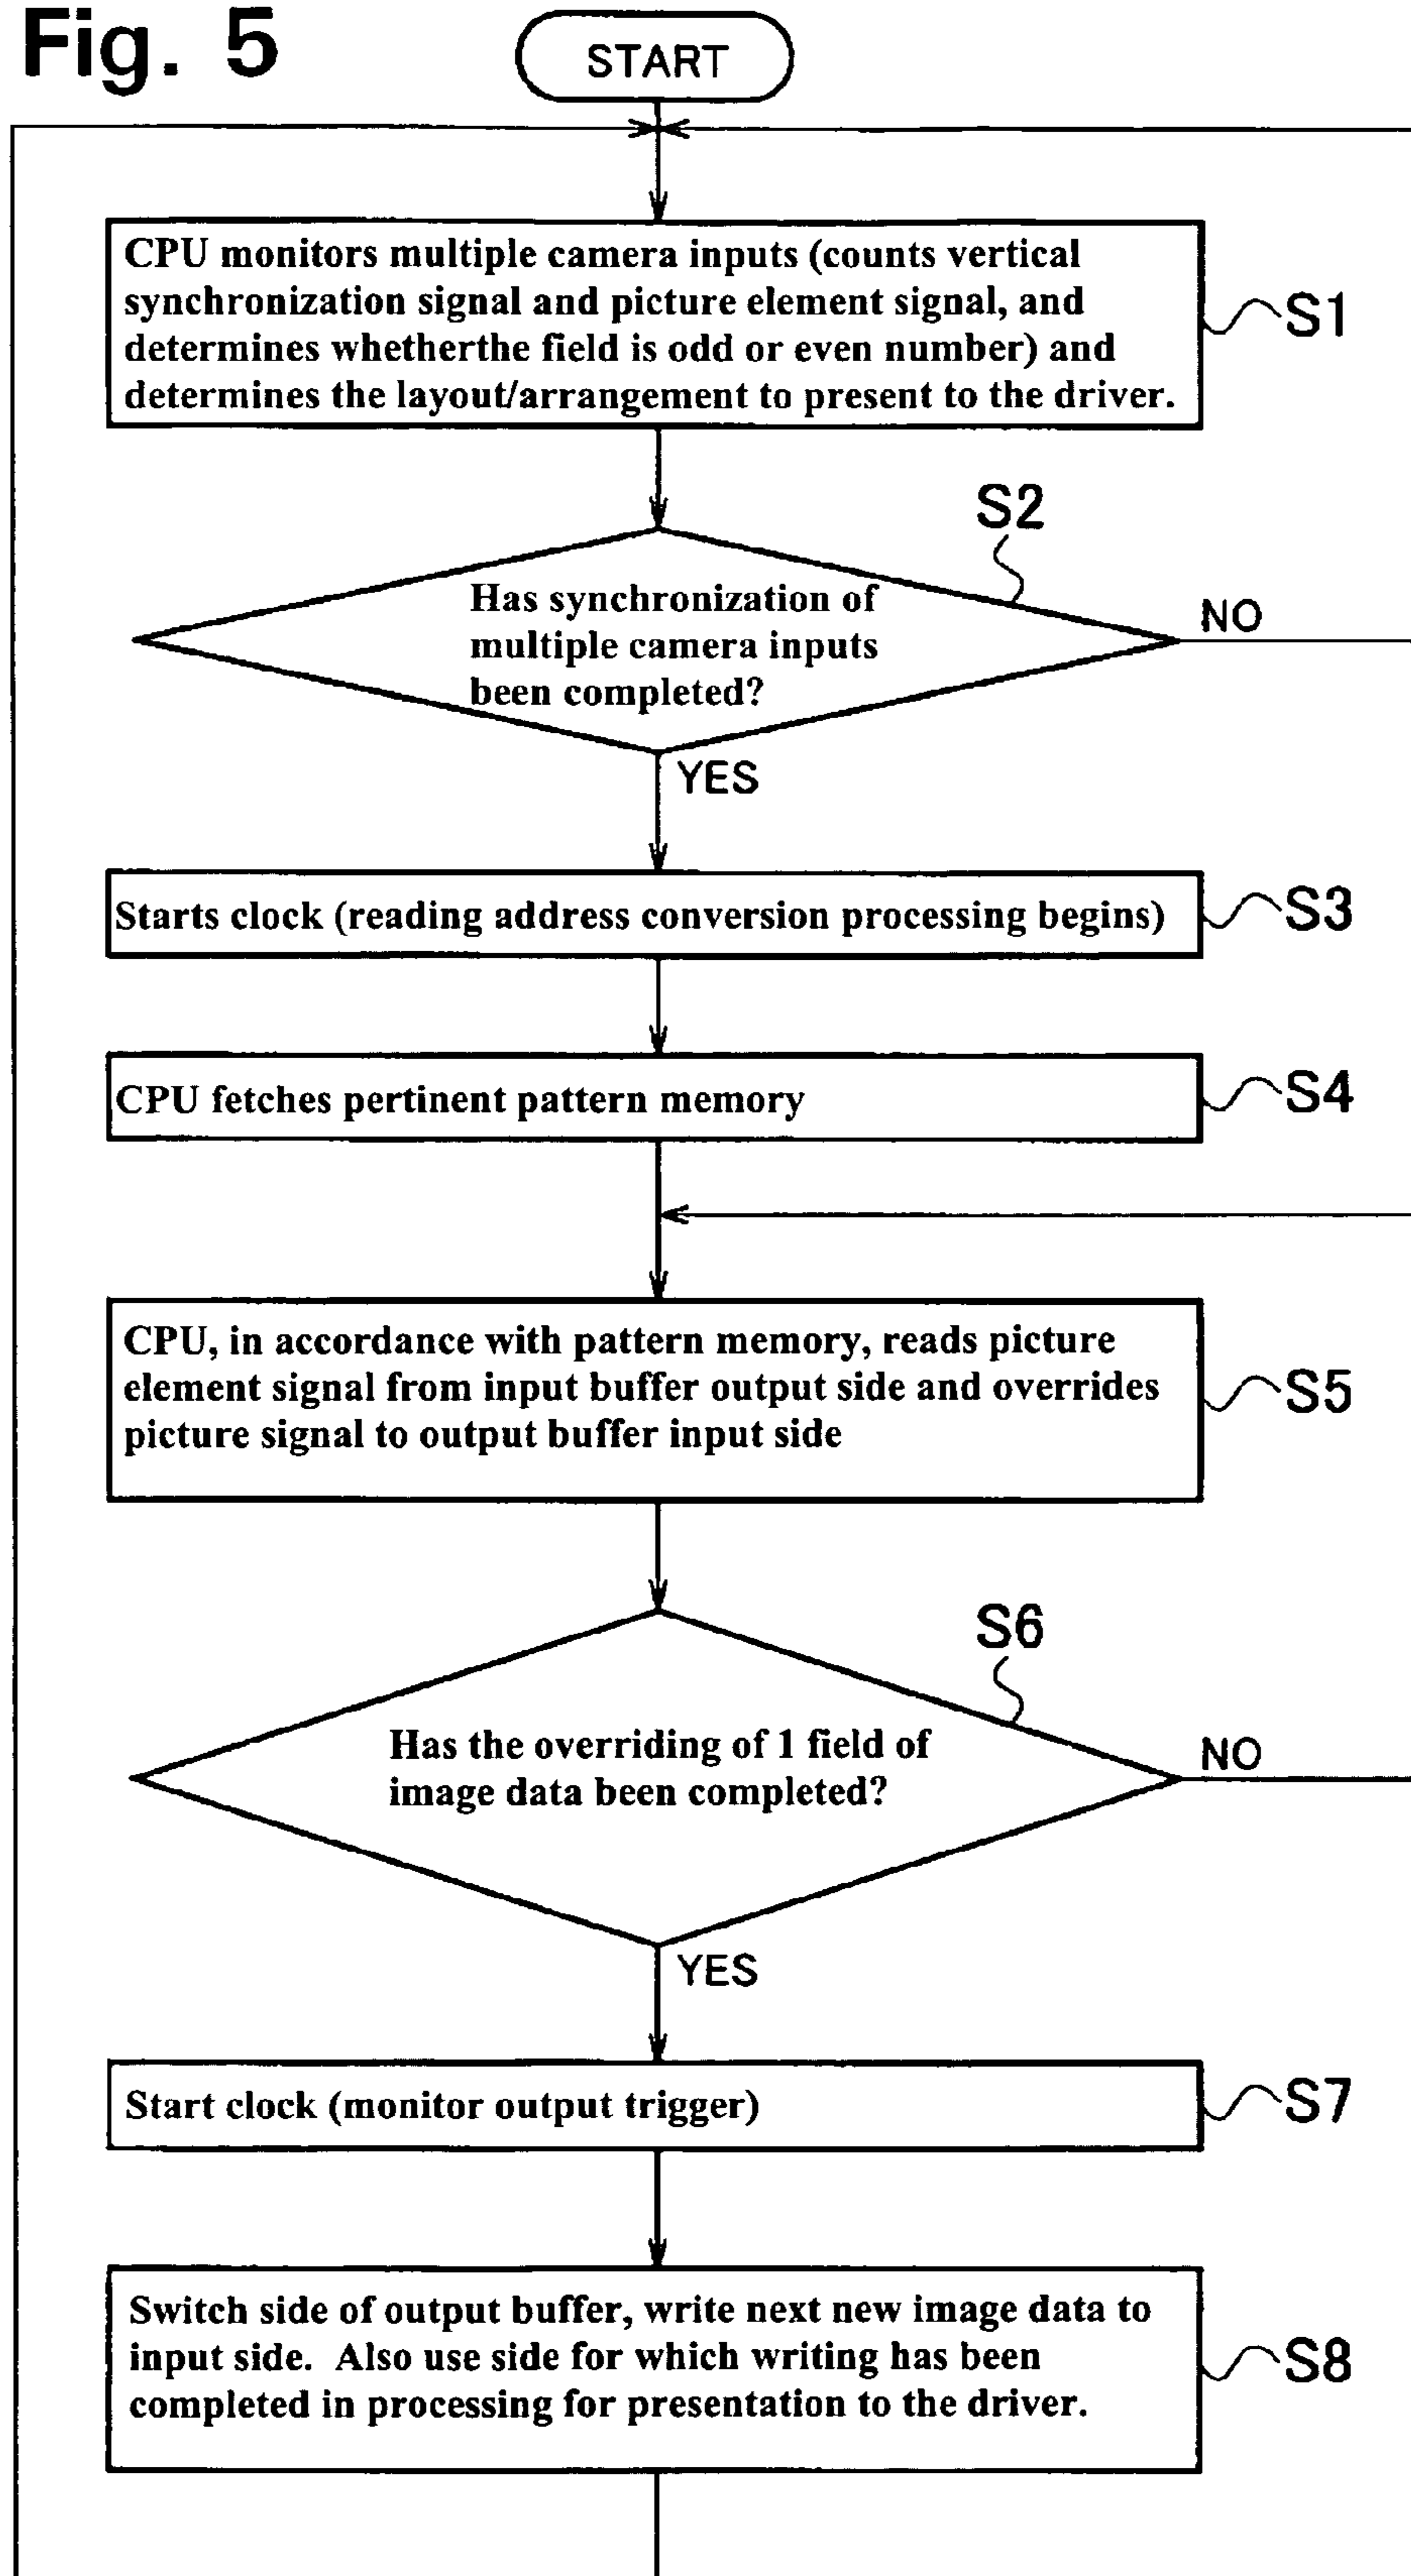 Fig. 5
START
CPU monitors multiple camera inputs (counts vertical
synchronization signal and picture element signal, and
determines whetherthe field is odd or even number) and
determines the layout/arrangement to present to the driver.
S1
S2
Has synchronization of
multiple camera inputs
been completed?
NO
YES
Starts clock (reading address conversion processing begins)
S3
CPU fetches pertinent pattern memory
S4
CPU, in accordance with pattern memory, reads picture
element signal from input buffer output side and overrides
picture signal to output buffer input side
S5
S6
Has the overriding of 1 field of
image data been completed?
NO
YES
Start clock (monitor output trigger)
S7
Switch side of output buffer, write next new image data to
input side.  Also use side for which writing has been
completed in processing for presentation to the driver.
S8